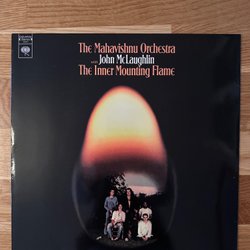 The Mahavishnu Orchestra
with John McLaughlin
The Inner Mounting Flame